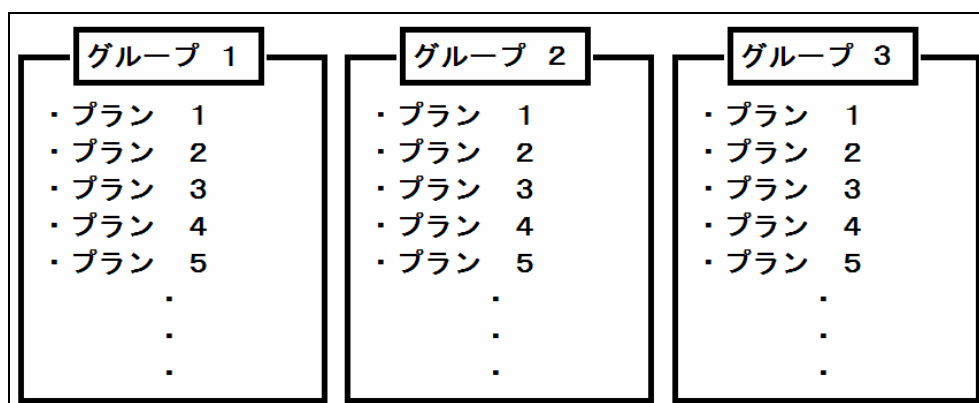 グループ 1
・プラン 1
・プラン 2
・プラン 3
・プラン 4
・プラン 5
・
・
・
グループ 2
・プラン 1
・プラン 2
・プラン 3
・プラン 4
・プラン 5
・
・
・
グループ 3
・プラン 1
・プラン 2
・プラン 3
・プラン 4
・プラン 5
・
・
・